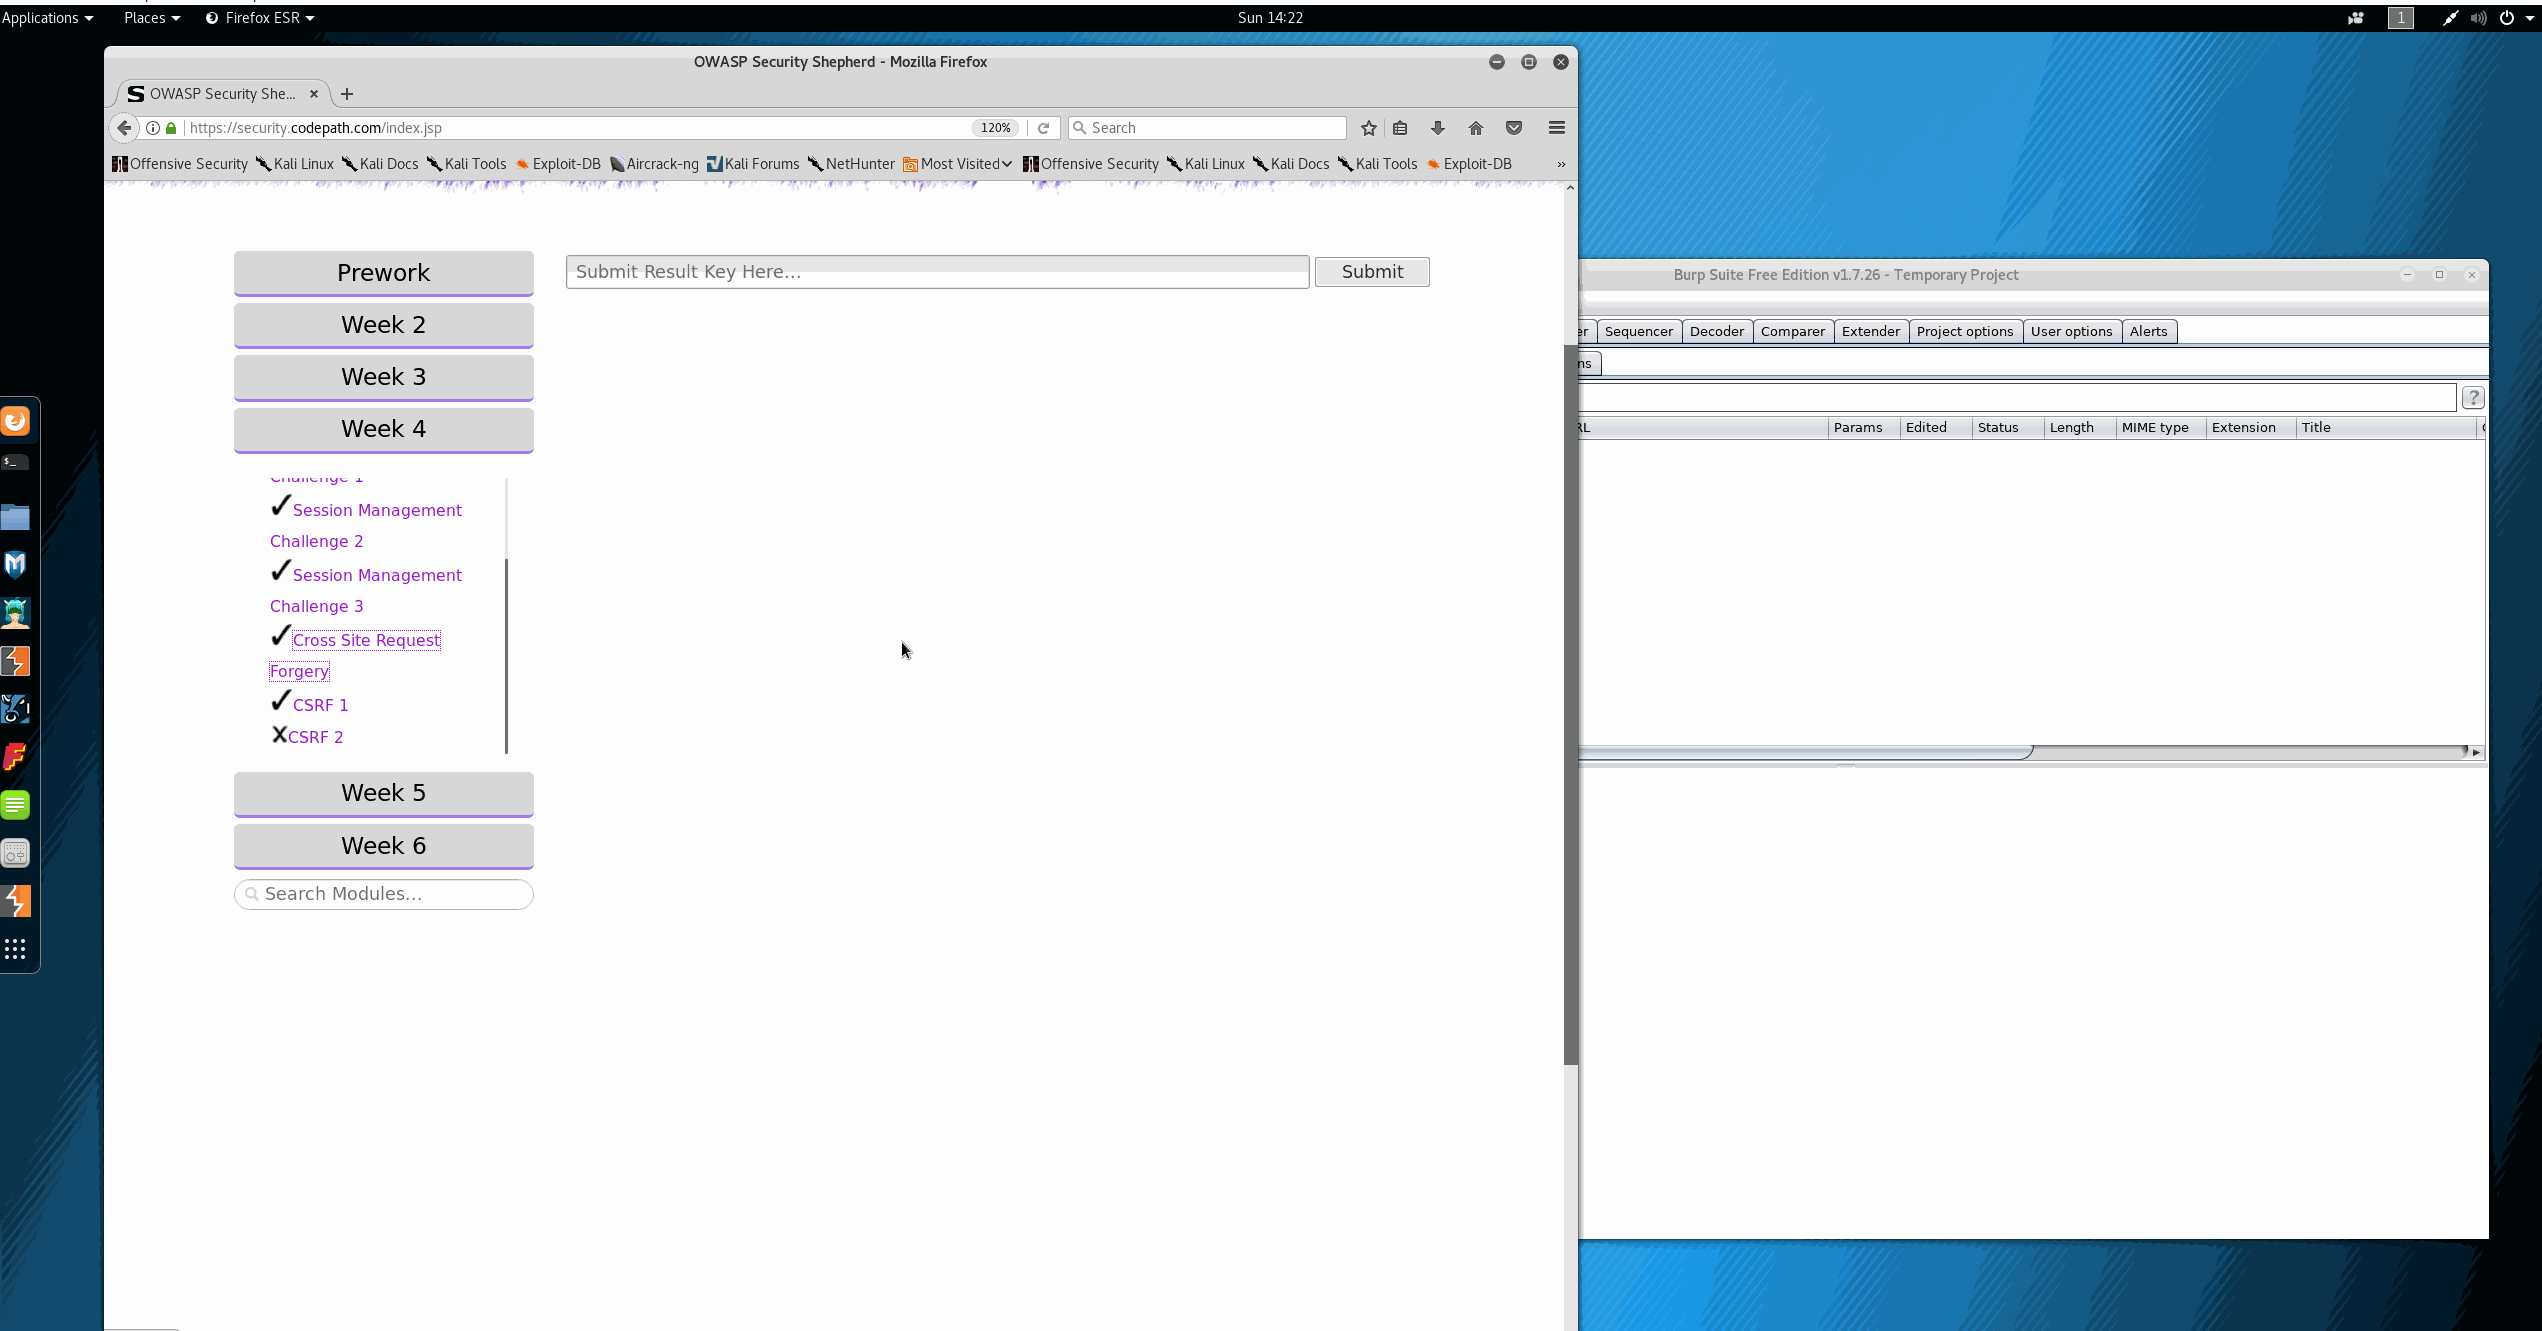 Applications Places Firefox ESR Sun 14:22 1
OWASP Security Shepherd - Mozilla Firefox
OWASP Security She...
https://security.codepath.com/index.jsp 120% Search
Offensive Security Kali Linux Kali Docs Kali Tools Exploit-DB Aircrack-ng Kali Forums NetHunter Most Visited Offensive Security Kali Linux Kali Docs Kali Tools Exploit-DB »
Prework
Submit Result Key Here...
Submit
Week 2
Week 3
Week 4
Challenge 1
Session Management
Challenge 2
Session Management
Challenge 3
Cross Site Request
Forgery
CSRF 1
CSRF 2
Week 5
Week 6
Search Modules...
Burp Suite Free Edition v1.7.26 - Temporary Project
er Sequencer Decoder Comparer Extender Project options User options Alerts
ns
?
RL Params Edited Status Length MIME type Extension Title